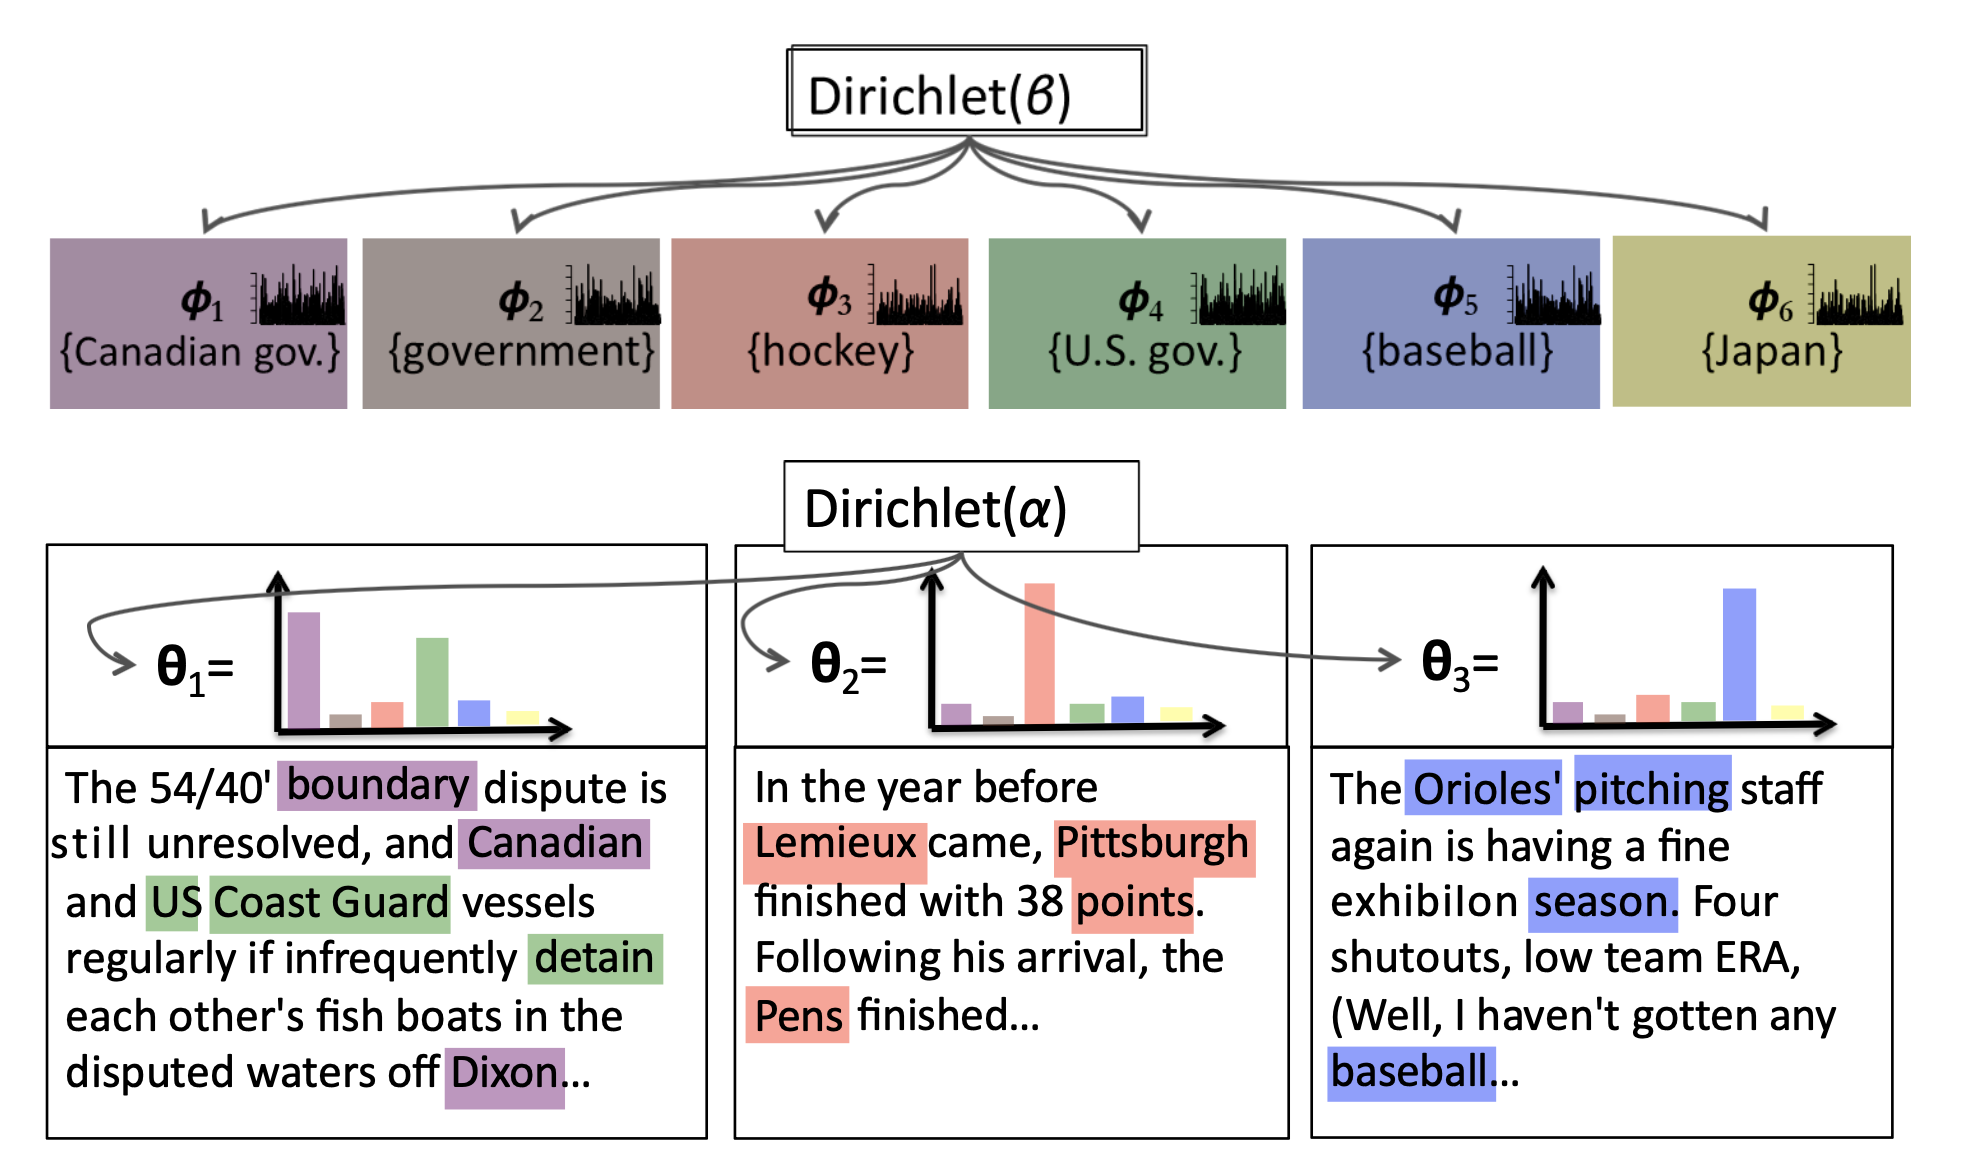 Dirichlet(β)
ϕ1 ϕ2 ϕ3 ϕ4 ϕ5 ϕ6
{Canadian gov.} {government} {hockey} {U.S. gov.} {baseball} {Japan}
Dirichlet(α)
θ1=
θ2=
θ3=
The 54/40' boundary dispute is
still unresolved, and Canadian
and US Coast Guard vessels
regularly if infrequently detain
each other's fish boats in the
disputed waters off Dixon...
In the year before
Lemieux came, Pittsburgh
finished with 38 points.
Following his arrival, the
Pens finished...
The Orioles' pitching staff
again is having a fine
exhibiIon season. Four
shutouts, low team ERA,
(Well, I haven't gotten any
baseball...